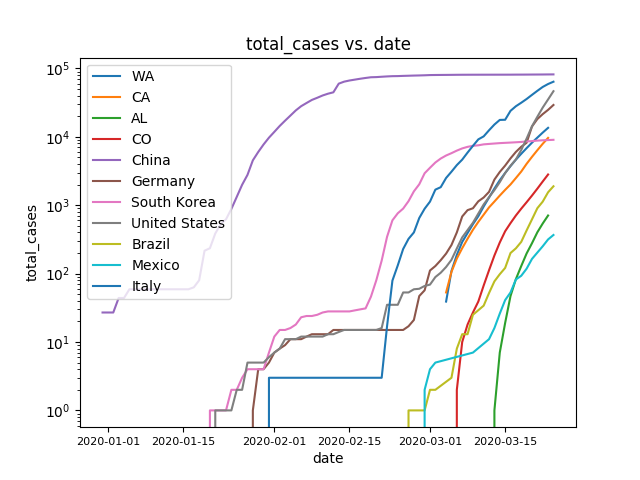 total_cases vs. date
total_cases
10^5
10^4
10^3
10^2
10^1
10^0
WA
CA
AL
CO
China
Germany
South Korea
United States
Brazil
Mexico
Italy
2020-01-01 2020-01-15 2020-02-01 2020-02-15 2020-03-01 2020-03-15
date